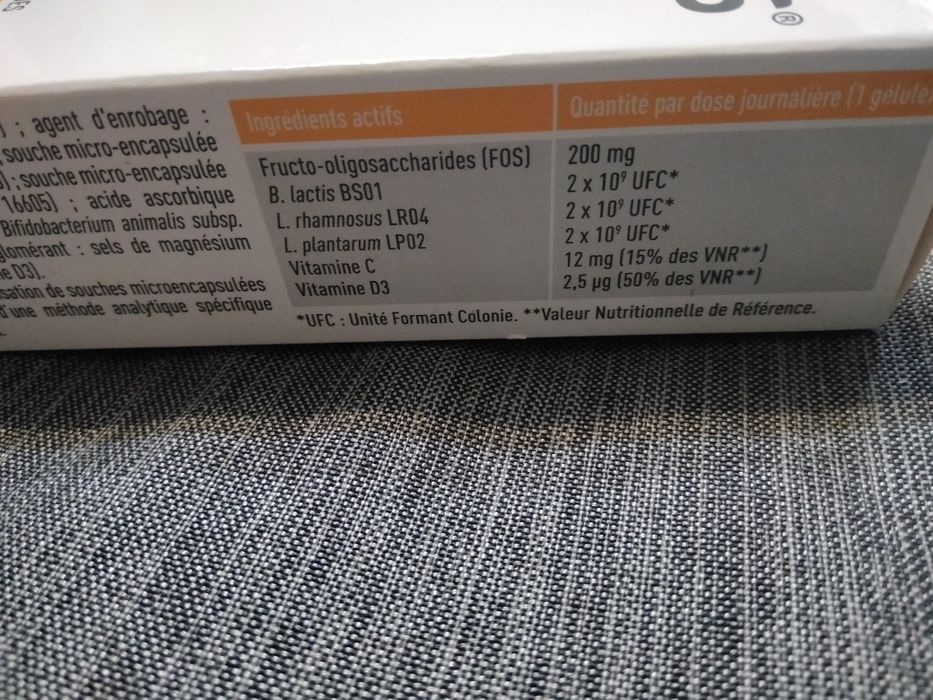 ®
) ; agent d'enrobage :
souche micro-encapsulée
) ; souche micro-encapsulée
16605) ; acide ascorbique
Bifidobacterium animalis subsp.
: sels de magnésium
D3).
de souches microencapsulées
d'une méthode analytique spécifique
Ingrédients actifs
Quantité par dose journalière (1 gélule)
Fructo-oligosaccharides (FOS) 200 mg
B. lactis BS01 2 x 10⁹ UFC*
L. rhamnosus LR04 2 x 10⁹ UFC*
L. plantarum LP02 2 x 10⁹ UFC*
Vitamine C 12 mg (15% des VNR**)
Vitamine D3 2,5 µg (50% des VNR**)
*UFC : Unité Formant Colonie. **Valeur Nutritionnelle de Référence.